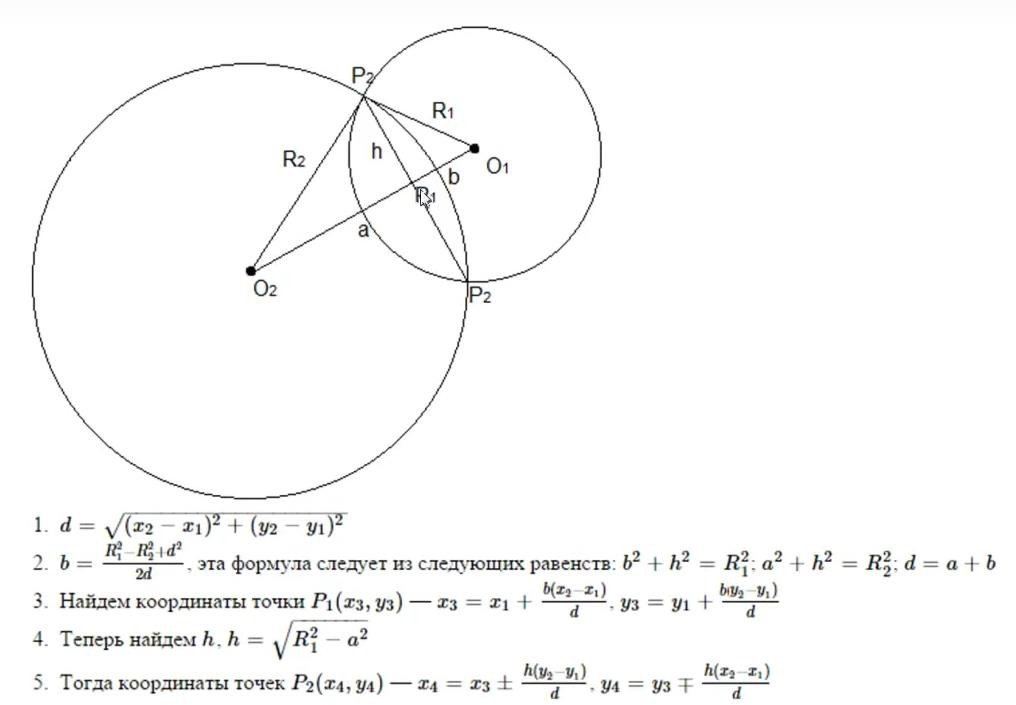 P₂
R₁
R₂
h
O₁
b
P₁
a
O₂
P₂
1. d = √((x₂ − x₁)² + (y₂ − y₁)²)
2. b = (R₁² − R₂² + d²)/(2d), эта формула следует из следующих равенств: b² + h² = R₁²; a² + h² = R₂²; d = a + b
3. Найдем координаты точки P₁(x₃, y₃) — x₃ = x₁ + b(x₂−x₁)/d, y₃ = y₁ + b(y₂−y₁)/d
4. Теперь найдем h, h = √(R₁² − a²)
5. Тогда координаты точек P₂(x₄, y₄) — x₄ = x₃ ± h(y₂−y₁)/d, y₄ = y₃ ∓ h(x₂−x₁)/d